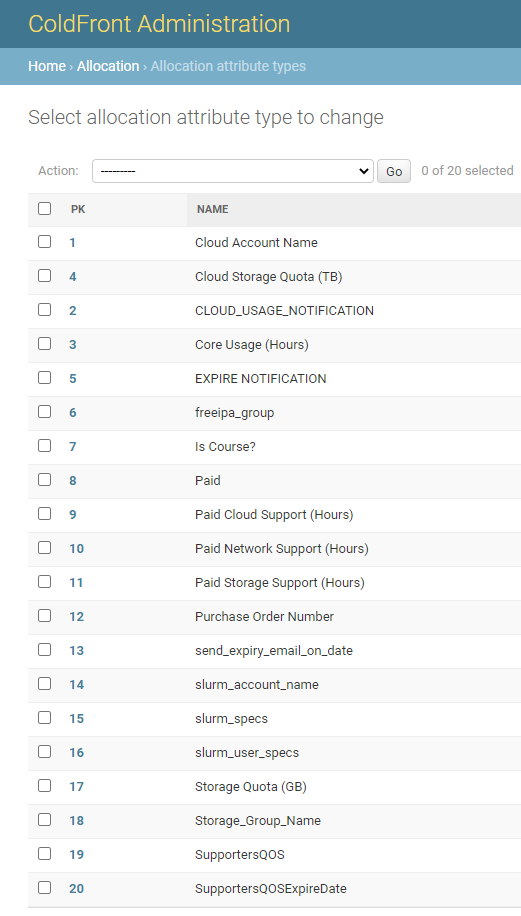 ColdFront Administration
Home › Allocation › Allocation attribute types
Select allocation attribute type to change
Action: --------- Go 0 of 20 selected
PK NAME
1 Cloud Account Name
4 Cloud Storage Quota (TB)
2 CLOUD_USAGE_NOTIFICATION
3 Core Usage (Hours)
5 EXPIRE NOTIFICATION
6 freeipa_group
7 Is Course?
8 Paid
9 Paid Cloud Support (Hours)
10 Paid Network Support (Hours)
11 Paid Storage Support (Hours)
12 Purchase Order Number
13 send_expiry_email_on_date
14 slurm_account_name
15 slurm_specs
16 slurm_user_specs
17 Storage Quota (GB)
18 Storage_Group_Name
19 SupportersQOS
20 SupportersQOSExpireDate